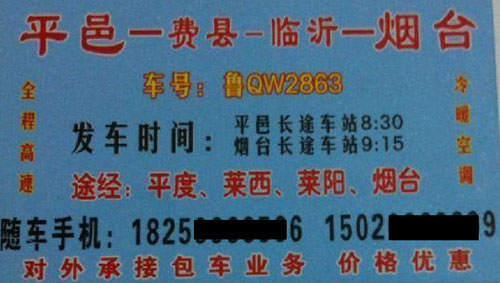 平邑—费县—临沂—烟台
车号：鲁QW2863
全程高速
冷暖空调
发车时间：
平邑长途车站8:30
烟台长途车站9:15
途经：平度、莱西、莱阳、烟台
随车手机：18250 6 1502 9
对外承接包车业务 价格优惠